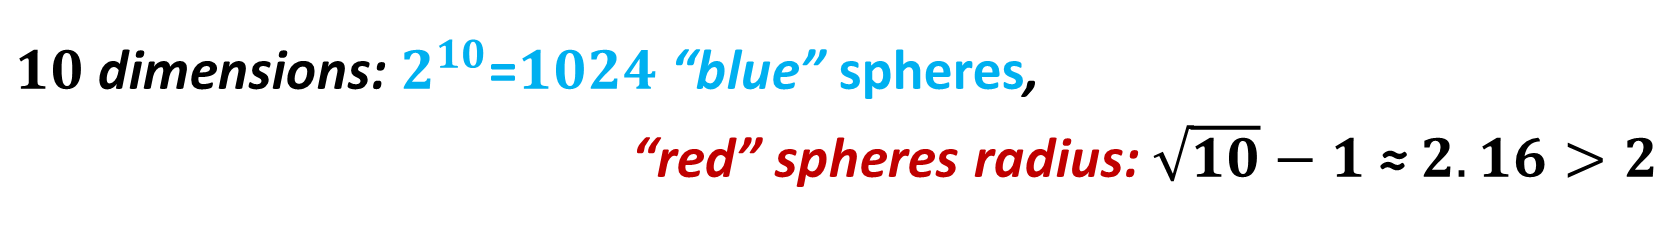 10 dimensions: 2^10=1024 “blue” spheres,
“red” spheres radius: √10 − 1 ≈ 2.16 > 2